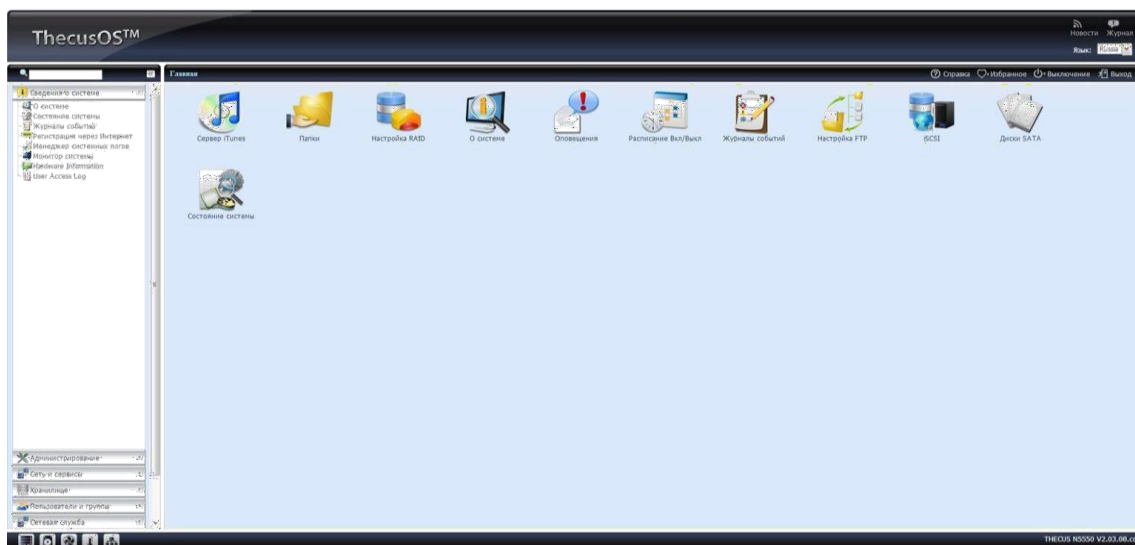 ThecusOS™
Новости Журнал
Язык: Russia
Главная
Справка Избранное Выключение Выход
Сведения о системе
О системе
Состояние системы
Журналы событий
Регистрация через Интернет
Менеджер системных логов
Монитор системы
Hardware Information
User Access Log
Сервер iTunes Папки Настройка RAID О системе Оповещения Расписание Вкл/Выкл Журналы событий Настройка FTP iSCSI Диски SATA
Состояние системы
Администрирование
Сеть и сервисы
Хранилище
Пользователи и группы
Сетевая служба
THECUS N5550 V2.03.08